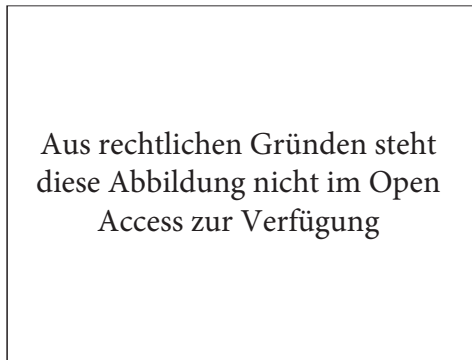 Aus rechtlichen Gründen steht
diese Abbildung nicht im Open
Access zur Verfügung